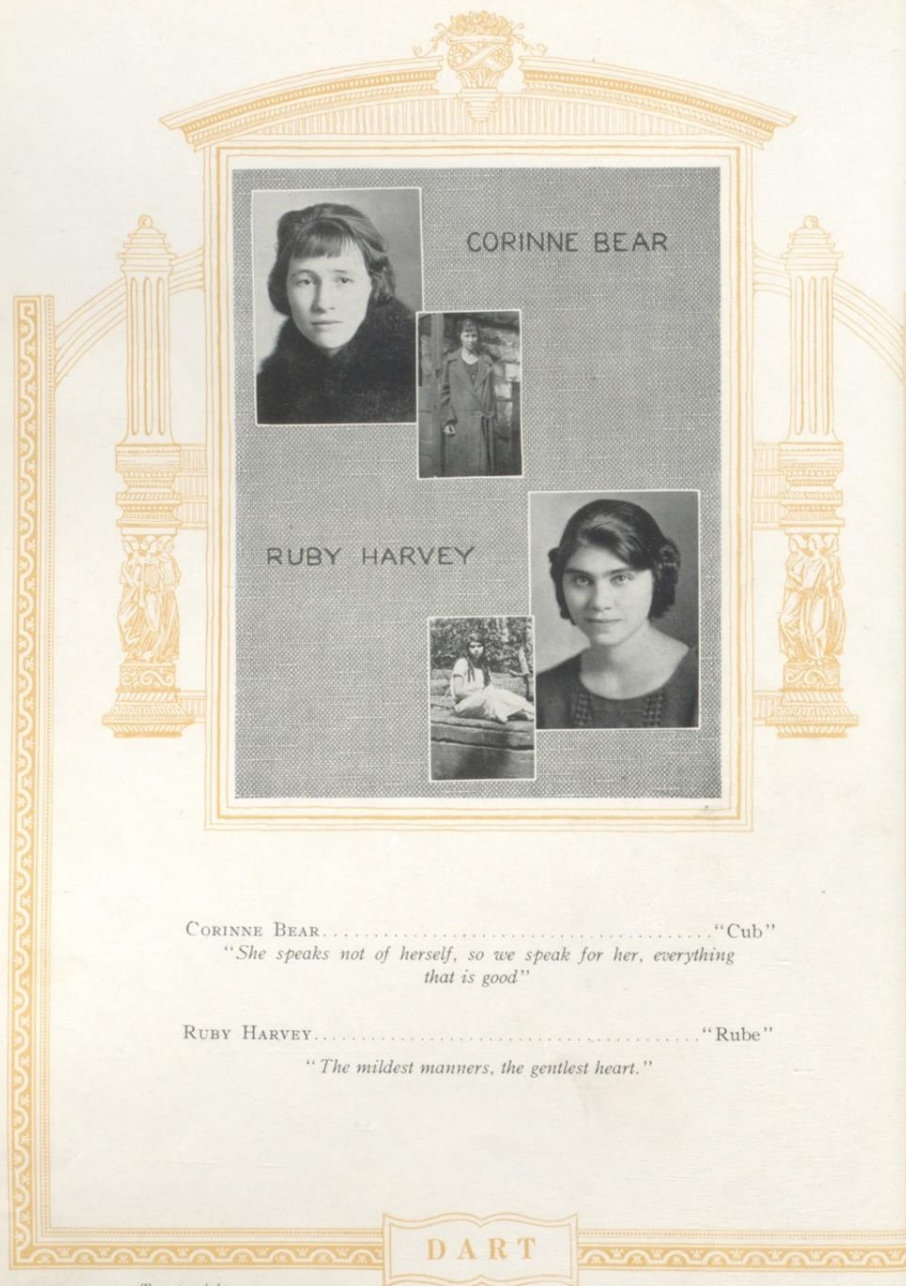 CORINNE BEAR
RUBY HARVEY
CORINNE BEAR........................................"Cub"
"She speaks not of herself, so we speak for her, everything
that is good"
RUBY HARVEY........................................"Rube"
"The mildest manners, the gentlest heart."
DART